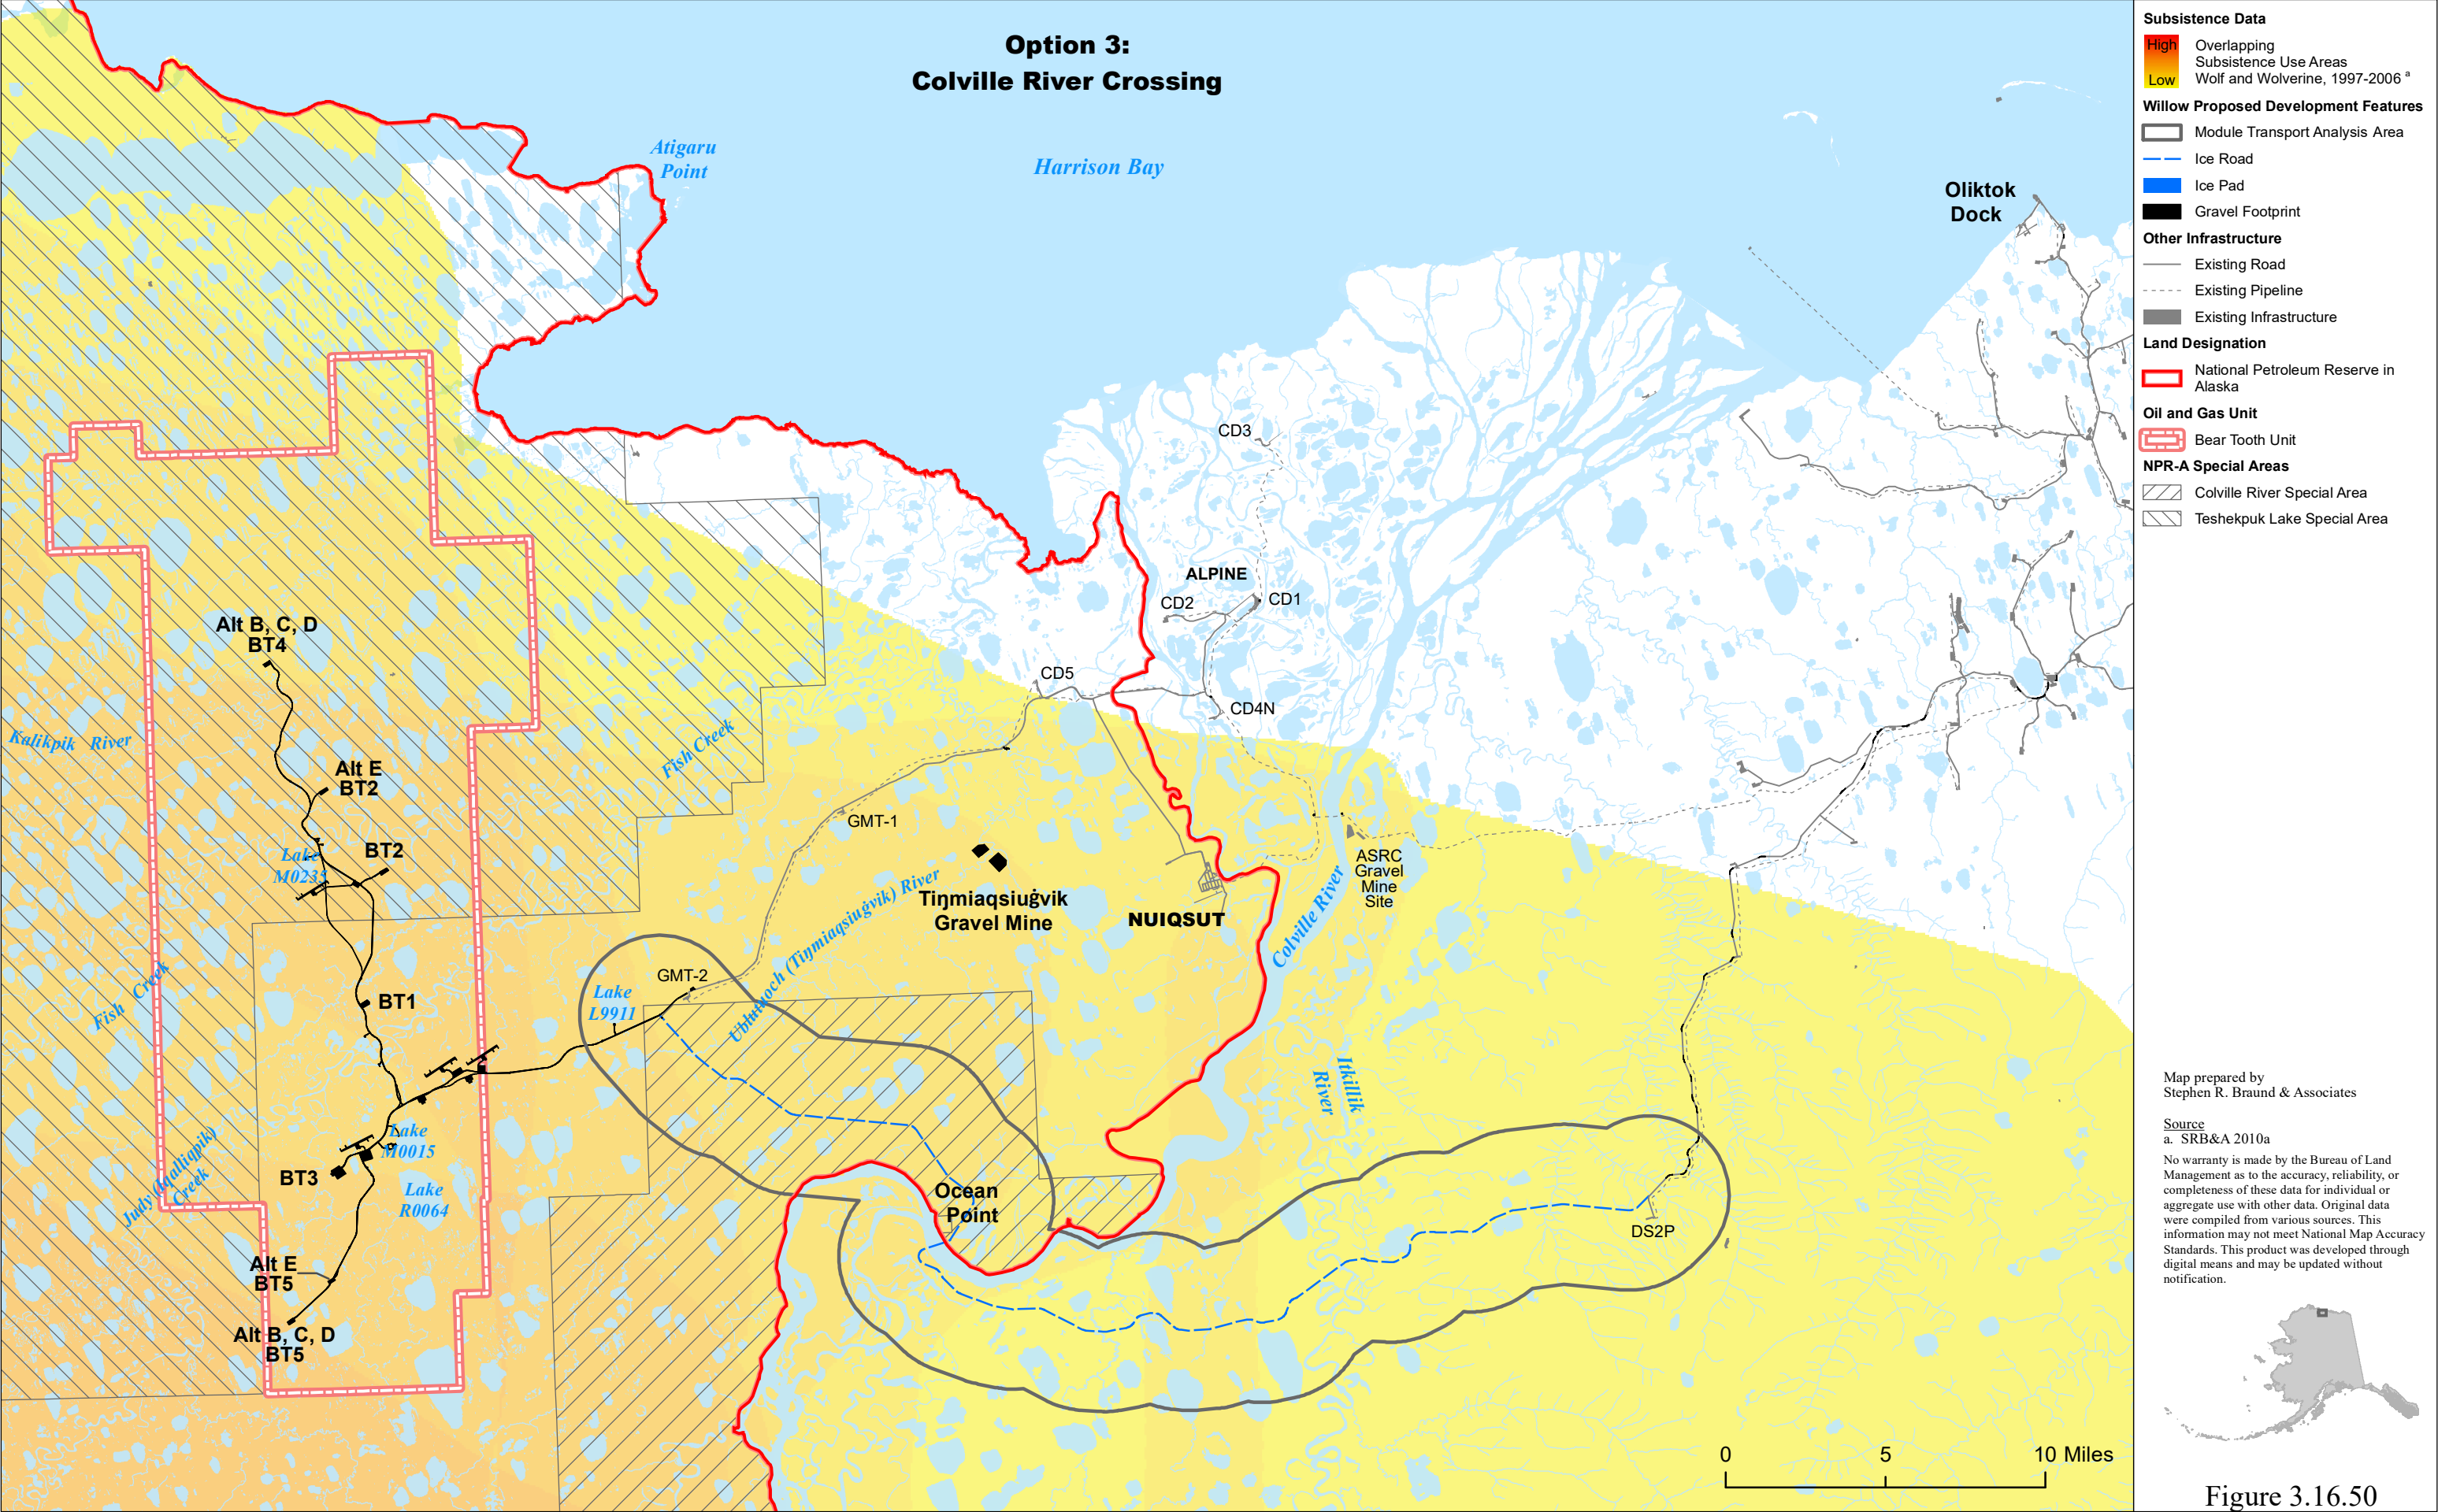 Option 3:
Colville River Crossing
Atigaru
Point
Harrison Bay
Oliktok
Dock
CD3
ALPINE
CD2
CD1
CD5
CD4N
Alt B, C, D
BT4
Kalikpik River
Fish Creek
Alt E
BT2
GMT-1
Lake
M0235
BT2
Tiŋmiaqsiuġvik
Gravel Mine
NUIQSUT
ASRC
Gravel
Mine
Site
Colville River
Ublutuoch (Tiŋmiaqsiuġvik) River
GMT-2
Lake
L9911
Fish Creek
BT1
Itkillik
River
Lake
M0015
Judy (Iqalliqpik)
Creek
BT3
Lake
R0064
Ocean
Point
DS2P
Alt E
BT5
Alt B, C, D
BT5
0 5 10 Miles
Subsistence Data
High
Low
Overlapping
Subsistence Use Areas
Wolf and Wolverine, 1997-2006 a
Willow Proposed Development Features
Module Transport Analysis Area
Ice Road
Ice Pad
Gravel Footprint
Other Infrastructure
Existing Road
Existing Pipeline
Existing Infrastructure
Land Designation
National Petroleum Reserve in
Alaska
Oil and Gas Unit
Bear Tooth Unit
NPR-A Special Areas
Colville River Special Area
Teshekpuk Lake Special Area
Map prepared by
Stephen R. Braund & Associates
Source
a. SRB&A 2010a
No warranty is made by the Bureau of Land
Management as to the accuracy, reliability, or
completeness of these data for individual or
aggregate use with other data. Original data
were compiled from various sources. This
information may not meet National Map Accuracy
Standards. This product was developed through
digital means and may be updated without
notification.
Figure 3.16.50